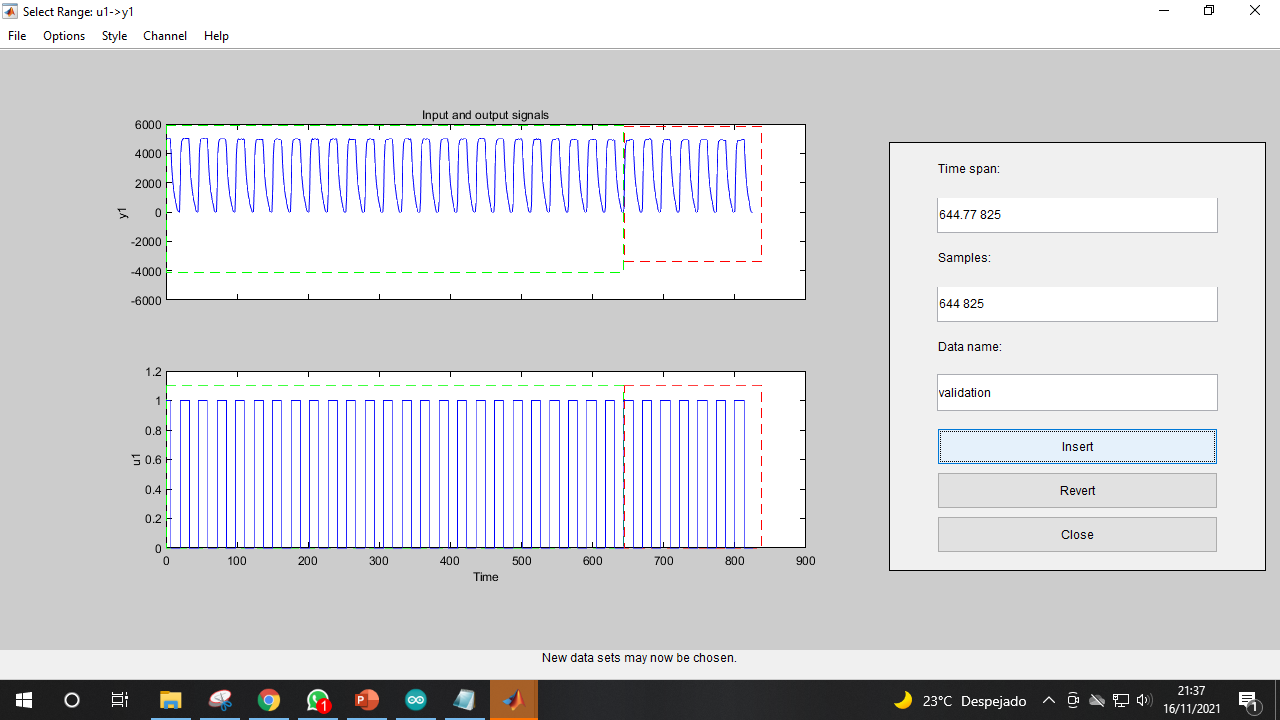 Select Range: u1->y1
File Options Style Channel Help
Input and output signals
6000
4000
2000
0
-2000
-4000
-6000
y1
1.2
1
0.8
0.6
0.4
0.2
0
u1
0 100 200 300 400 500 600 700 800 900
Time
Time span:
644.77 825
Samples:
644 825
Data name:
validation
Insert
Revert
Close
New data sets may now be chosen.
1
P
23°C Despejado
21:37
16/11/2021
1